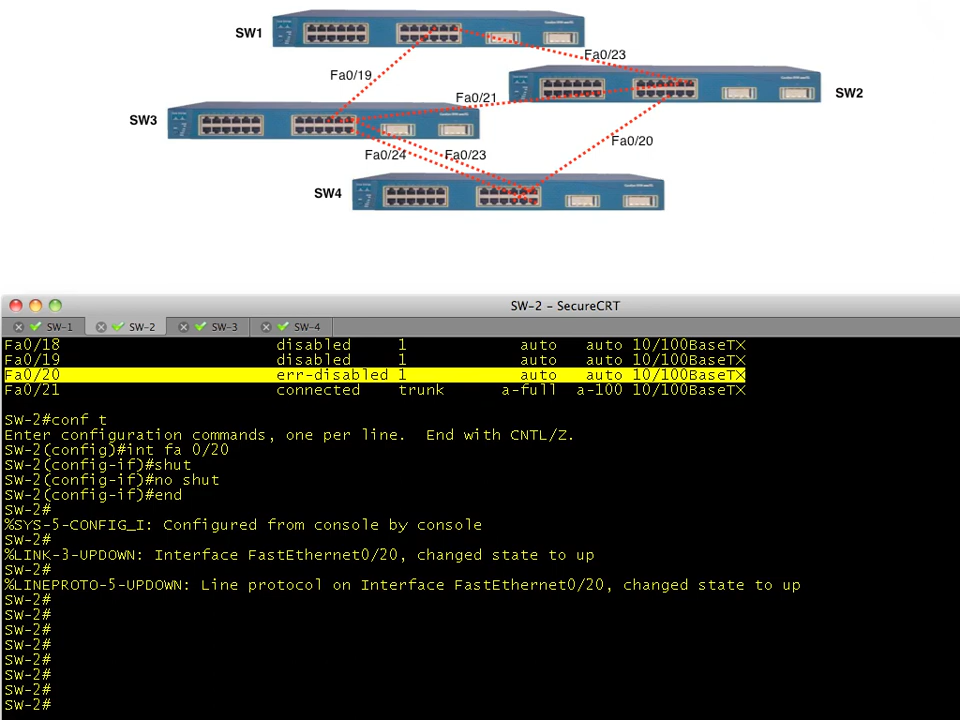 SW1
Fa0/23
Fa0/19
SW2
Fa0/21
SW3
Fa0/20
Fa0/24
Fa0/23
SW4
SW-2 - SecureCRT
SW-1 SW-2 SW-3 SW-4
Fa0/18 disabled 1 auto auto 10/100BaseTX
Fa0/19 disabled 1 auto auto 10/100BaseTX
Fa0/20 err-disabled 1 auto auto 10/100BaseTX
Fa0/21 connected trunk a-full a-100 10/100BaseTX
SW-2#conf t
Enter configuration commands, one per line. End with CNTL/Z.
SW-2(config)#int fa 0/20
SW-2(config-if)#shut
SW-2(config-if)#no shut
SW-2(config-if)#end
SW-2#
%SYS-5-CONFIG_I: Configured from console by console
SW-2#
%LINK-3-UPDOWN: Interface FastEthernet0/20, changed state to up
SW-2#
%LINEPROTO-5-UPDOWN: Line protocol on Interface FastEthernet0/20, changed state to up
SW-2#
SW-2#
SW-2#
SW-2#
SW-2#
SW-2#
SW-2#
SW-2#